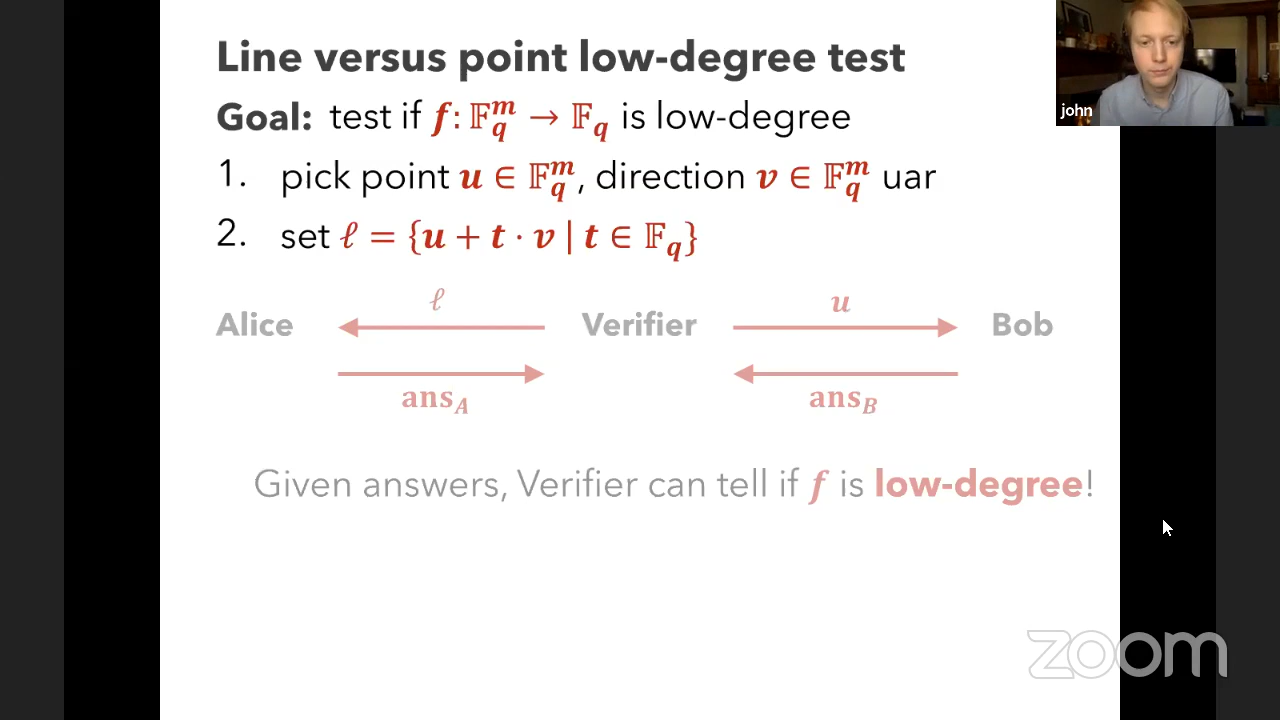 Line versus point low-degree test
john
Goal: test if f: 𝔽_q^m → 𝔽_q is low-degree
1. pick point u ∈ 𝔽_q^m, direction v ∈ 𝔽_q^m uar
2. set ℓ = {u + t · v | t ∈ 𝔽_q}
ℓ u
Alice Verifier Bob
ans_A ans_B
Given answers, Verifier can tell if f is low-degree!
zoom